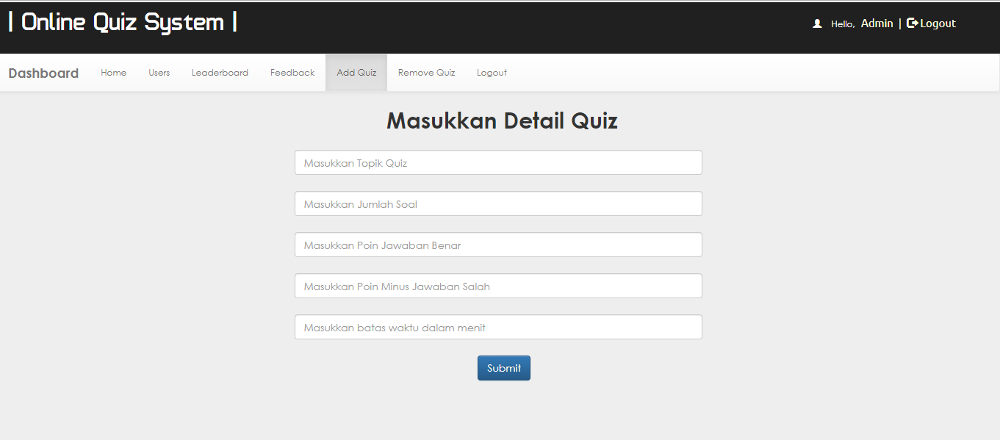 | Online Quiz System |
Hello, Admin | Logout
Dashboard Home Users Leaderboard Feedback Add Quiz Remove Quiz Logout
Masukkan Detail Quiz
Masukkan Topik Quiz
Masukkan Jumlah Soal
Masukkan Poin Jawaban Benar
Masukkan Poin Minus Jawaban Salah
Masukkan batas waktu dalam menit
Submit